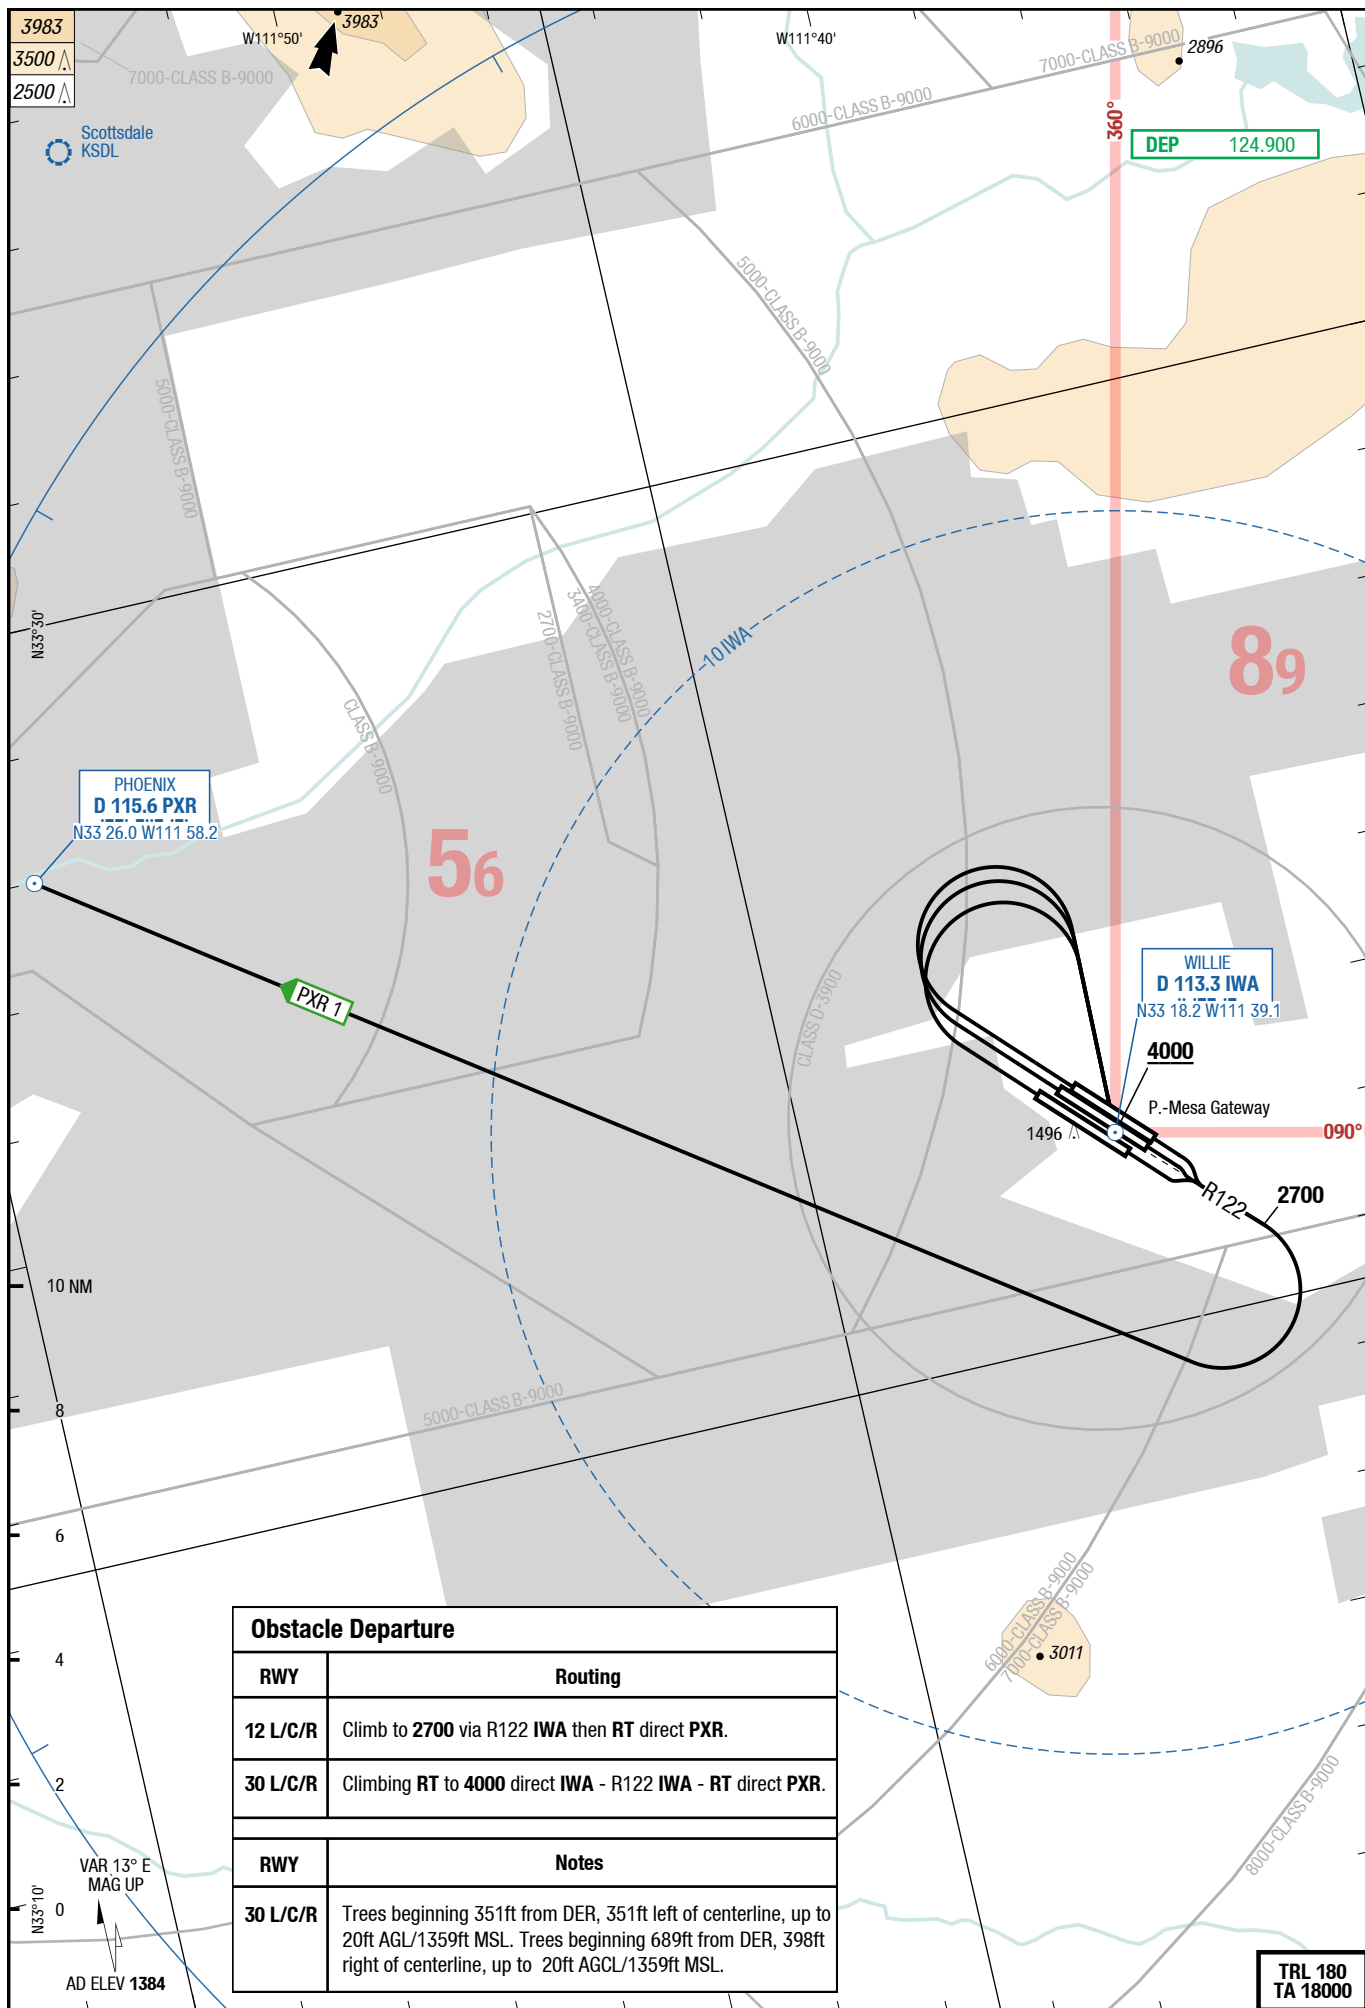 3983
3500
2500
3983
W111°50'
W111°40'
7000-CLASS B-9000
7000-CLASS B-9000
2896
6000-CLASS B-9000
360°
DEP 124.900
Scottsdale
KSDL
5000-CLASS B-9000
5000-CLASS B-9000
N33°30'
2700-CLASS B-9000
3400-CLASS B-9000
4000-CLASS B-9000
10 IWA
89
CLASS B-9000
PHOENIX
D 115.6 PXR
N33 26.0 W111 58.2
56
PXR 1
CLASS D-3900
WILLIE
D 113.3 IWA
N33 18.2 W111 39.1
4000
P.-Mesa Gateway
1496
090°
R122
2700
10 NM
8
5000-CLASS B-9000
6
4
2
0
6000-CLASS B-9000
7000-CLASS B-9000
3011
8000-CLASS B-9000
Obstacle Departure
RWY Routing
12 L/C/R Climb to 2700 via R122 IWA then RT direct PXR.
30 L/C/R Climbing RT to 4000 direct IWA - R122 IWA - RT direct PXR.
RWY Notes
30 L/C/R Trees beginning 351ft from DER, 351ft left of centerline, up to
20ft AGL/1359ft MSL. Trees beginning 689ft from DER, 398ft
right of centerline, up to 20ft AGCL/1359ft MSL.
VAR 13° E
MAG UP
N33°10'
AD ELEV 1384
TRL 180
TA 18000